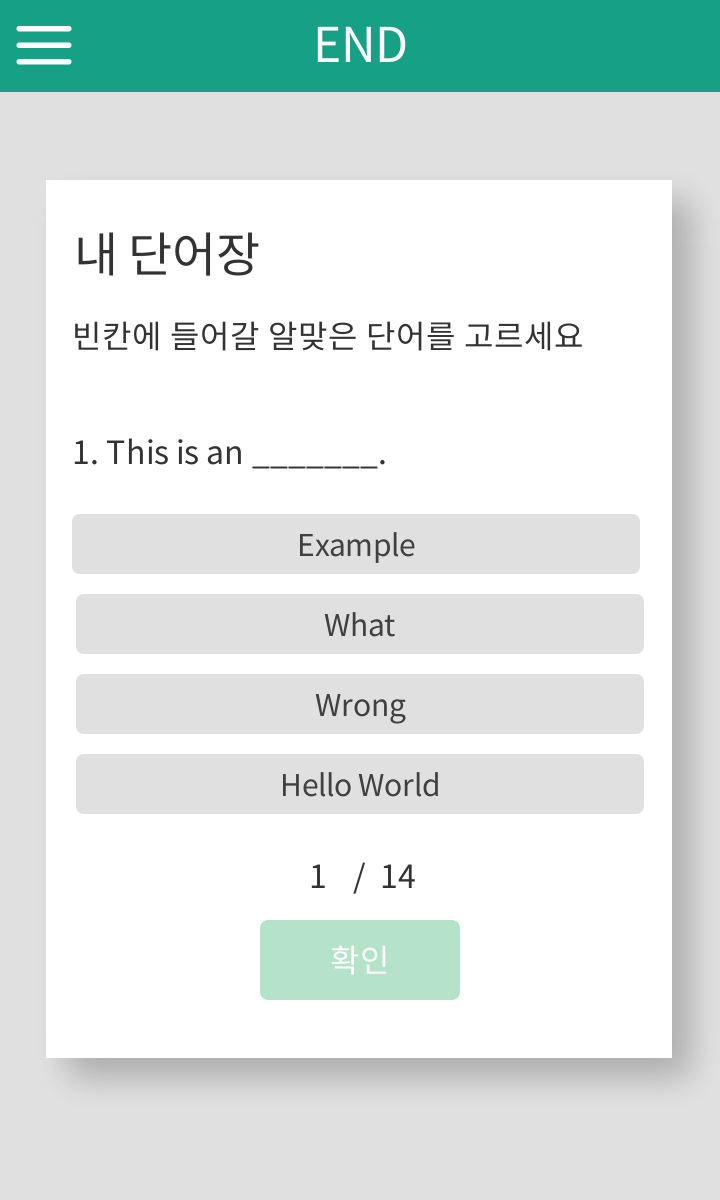 END
내 단어장
빈칸에 들어갈 알맞은 단어를 고르세요
1. This is an _______.
Example
What
Wrong
Hello World
1 / 14
확인